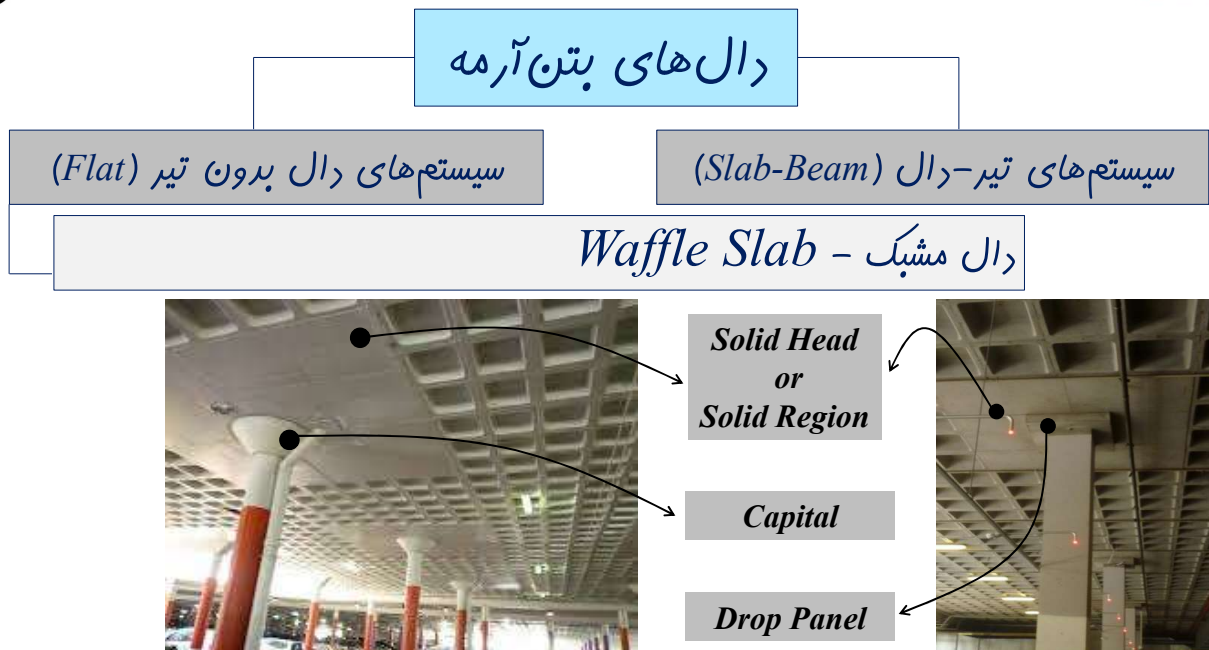 دال‌های بتن‌آرمه
سیستم‌های تیر-دال (Slab-Beam)
سیستم‌های دال بدون تیر (Flat)
دال مشبک - Waffle Slab
Solid Head
or
Solid Region
Capital
Drop Panel